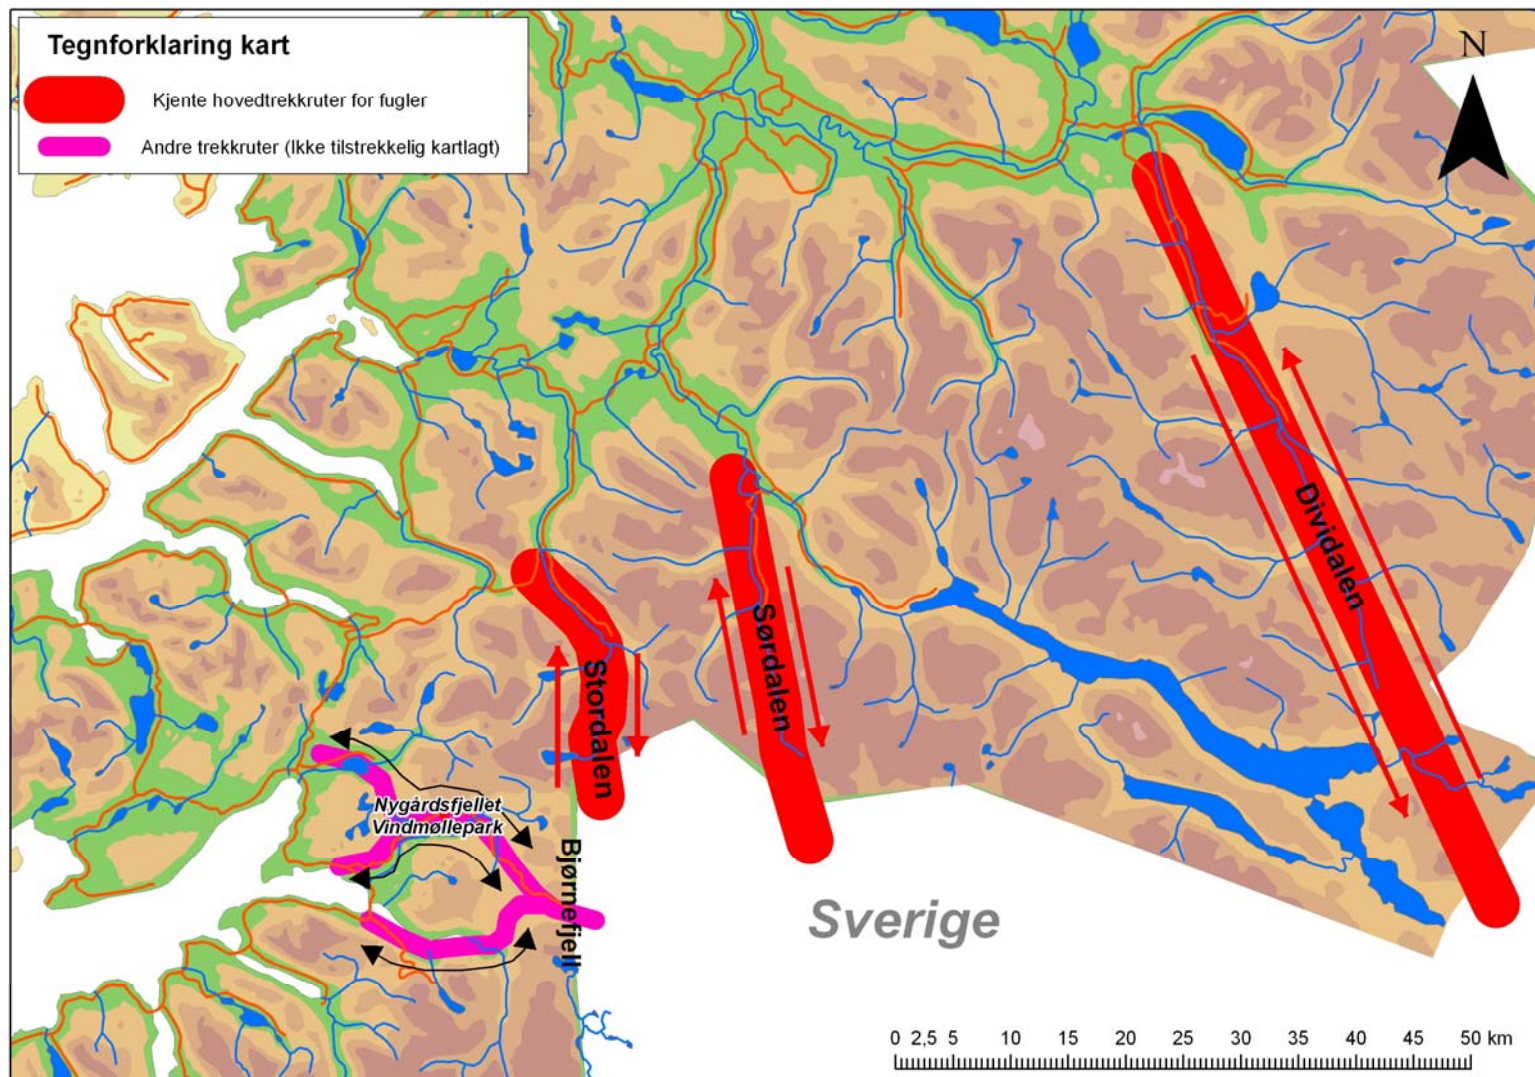 Tegnforklaring kart
Kjente hovedtrekkruter for fugler
Andre trekkruter (Ikke tilstrekkelig kartlagt)
N
Dividalen
Sørdalen
Stordalen
Nygårdsfjellet
Vindmøllepark
Bjørnefjell
Sverige
0 2,5 5 10 15 20 25 30 35 40 45 50 km